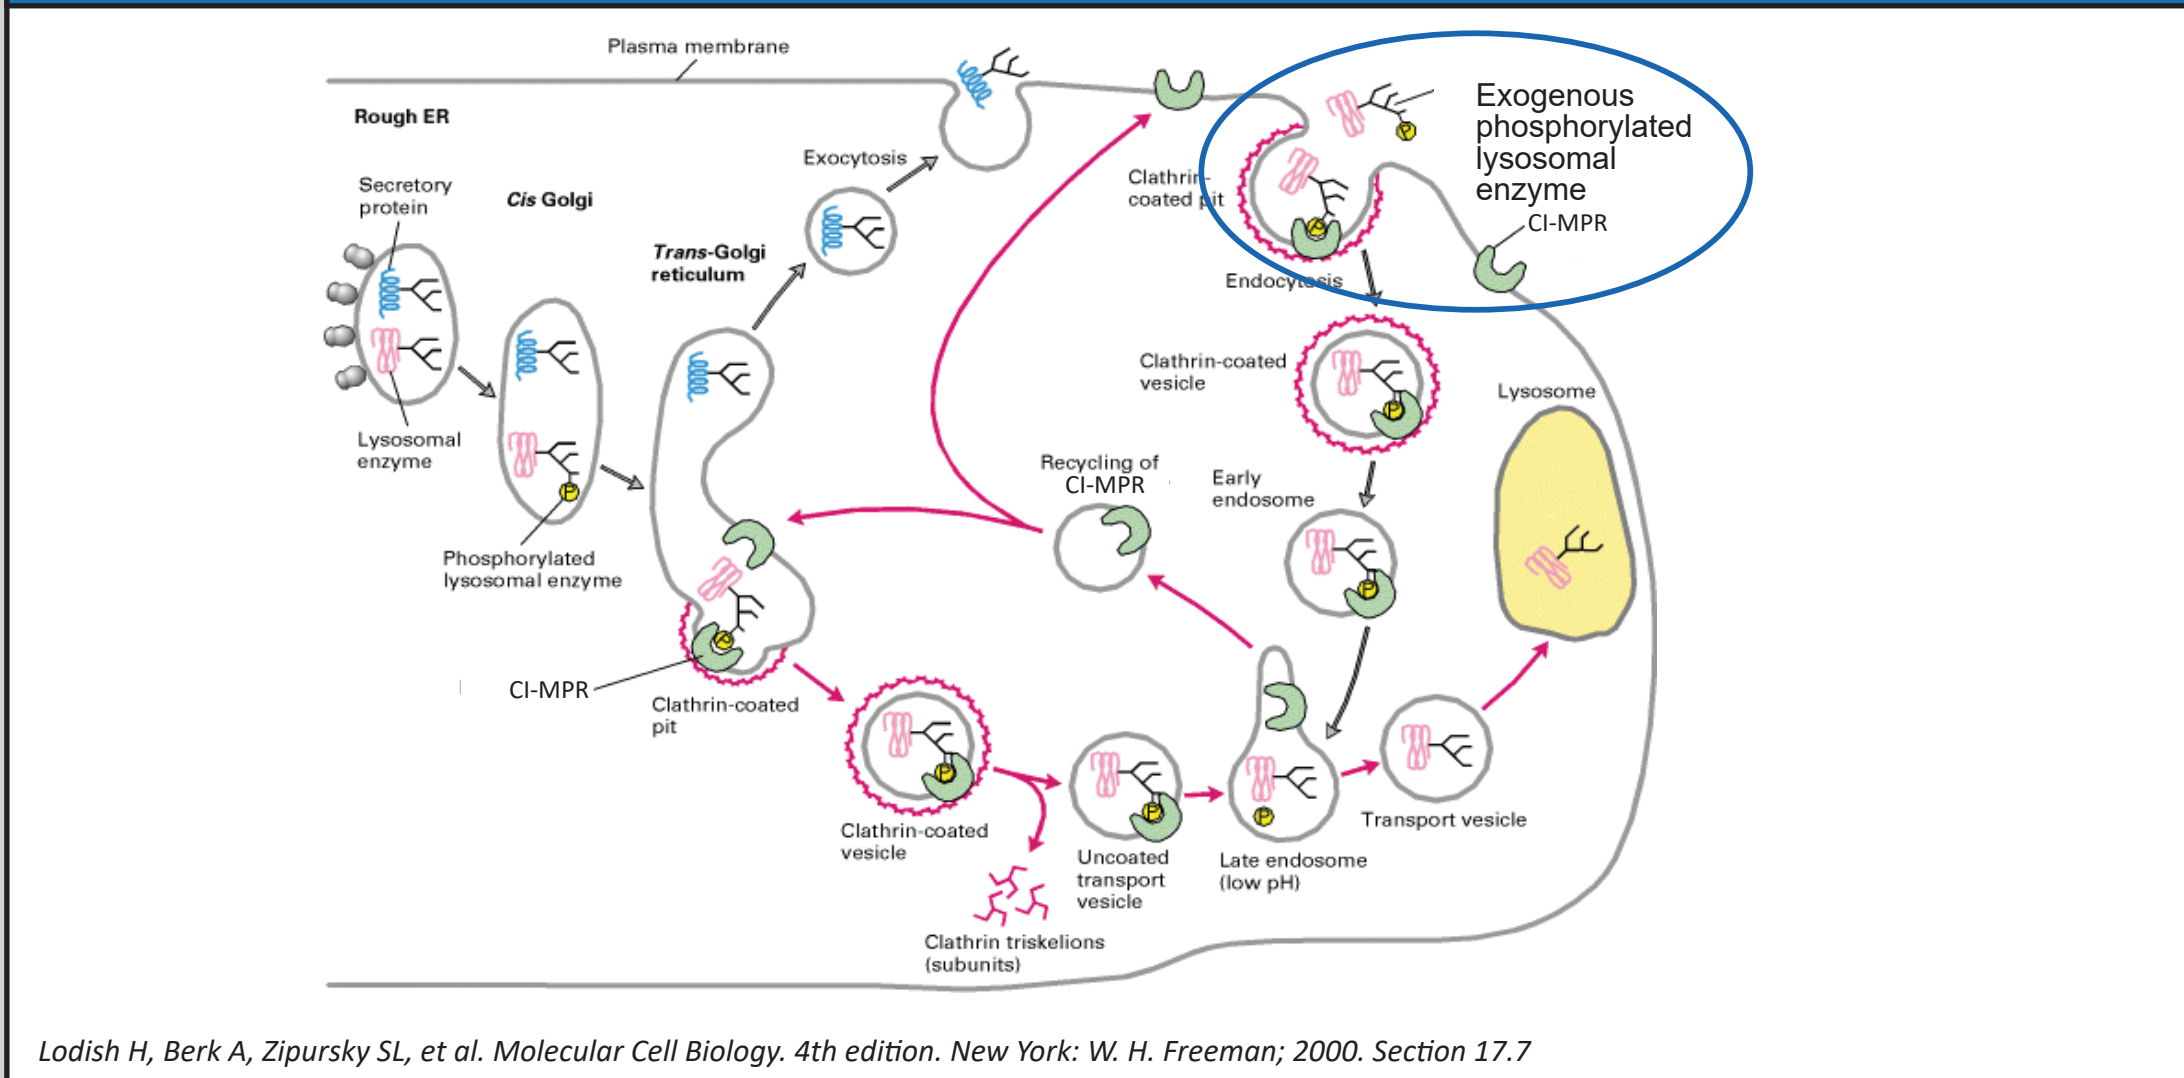 Plasma membrane
Rough ER
Secretory
protein
Cis Golgi
Trans-Golgi
reticulum
Exocytosis
Clathrin-
coated pit
Exogenous
phosphorylated
lysosomal
enzyme
P
CI-MPR
P
Endocytosis
Clathrin-coated
vesicle
P
Lysosome
Lysosomal
enzyme
P
Phosphorylated
lysosomal enzyme
Recycling of
CI-MPR
Early
endosome
P
P
CI-MPR
Clathrin-coated
pit
P
Clathrin-coated
vesicle
P
Uncoated
transport
vesicle
P
Late endosome
(low pH)
Transport vesicle
Clathrin triskelions
(subunits)
Lodish H, Berk A, Zipursky SL, et al. Molecular Cell Biology. 4th edition. New York: W. H. Freeman; 2000. Section 17.7